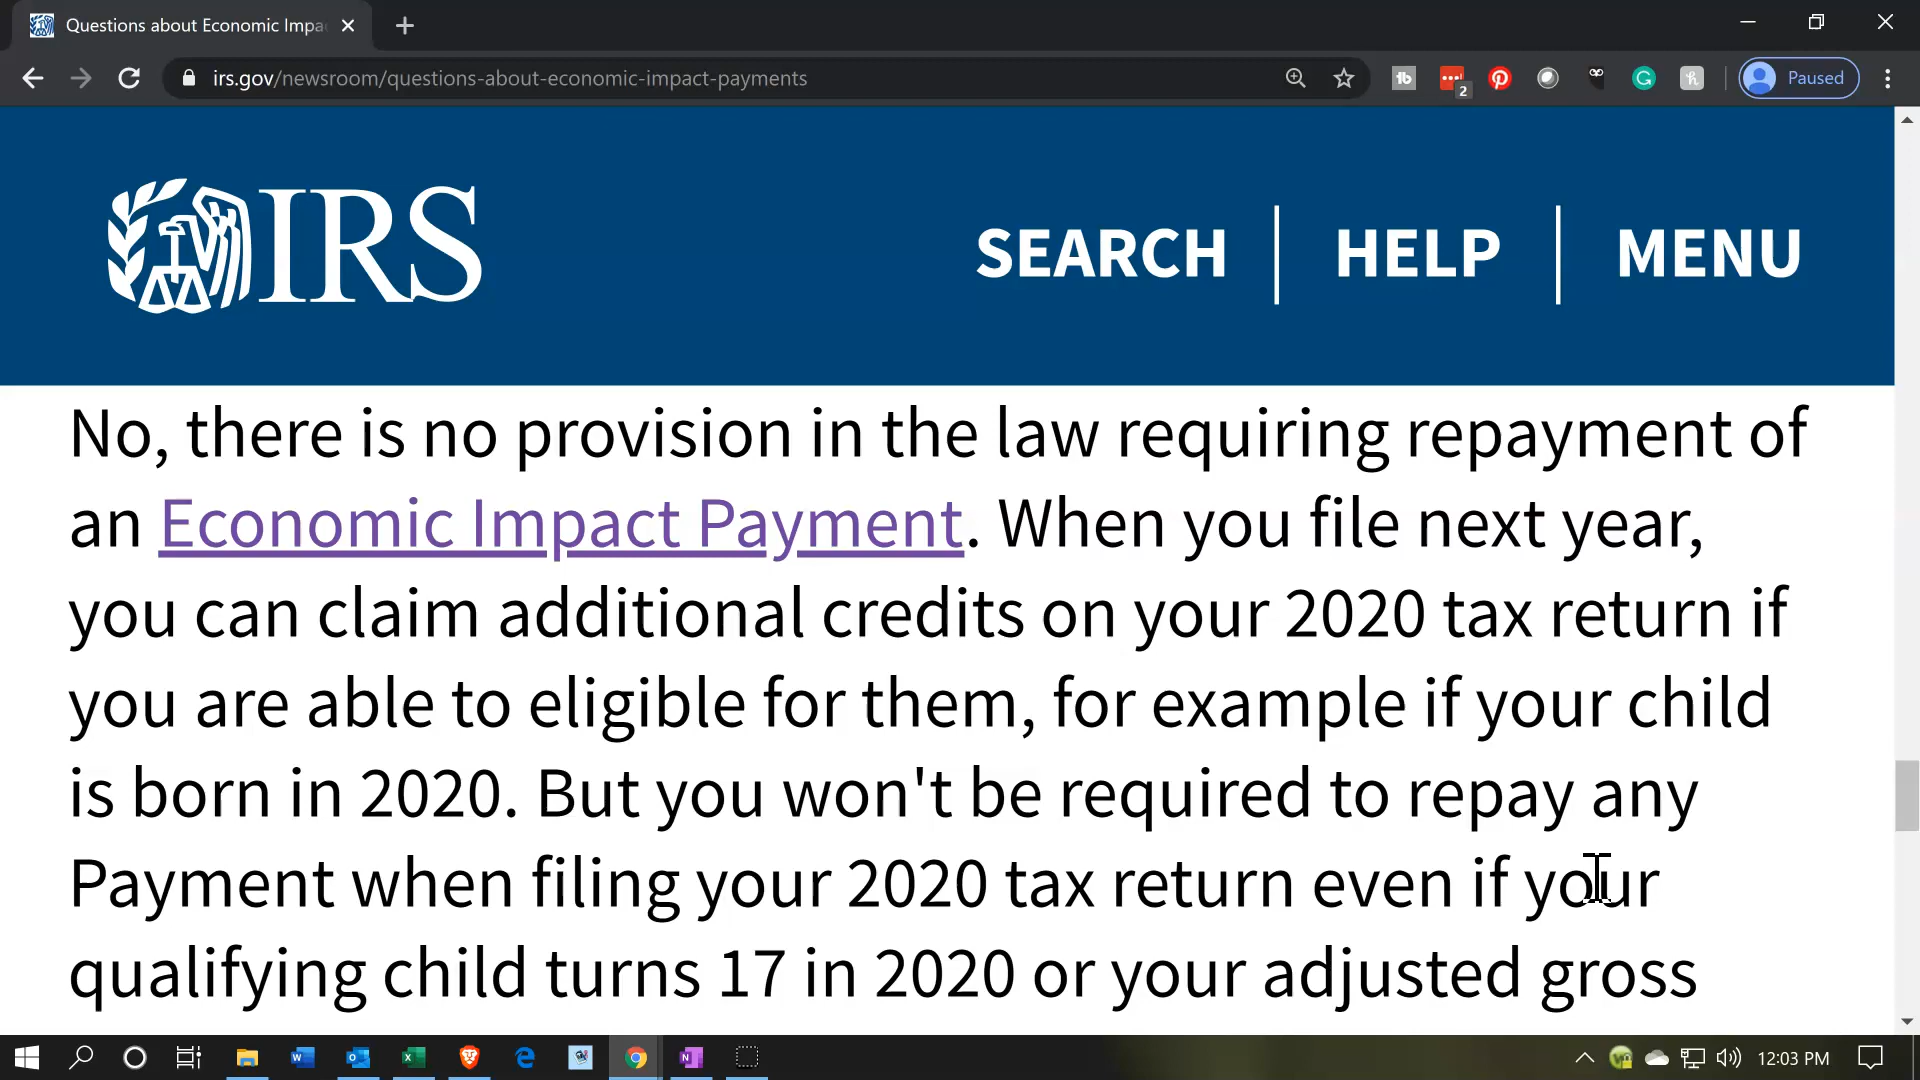 Questions about Economic Impa
irs.gov/newsroom/questions-about-economic-impact-payments
2
Paused
IRS
SEARCH
HELP
MENU
No, there is no provision in the law requiring repayment of
an Economic Impact Payment. When you file next year,
you can claim additional credits on your 2020 tax return if
you are able to eligible for them, for example if your child
is born in 2020. But you won't be required to repay any
Payment when filing your 2020 tax return even if your
qualifying child turns 17 in 2020 or your adjusted gross
12:03 PM